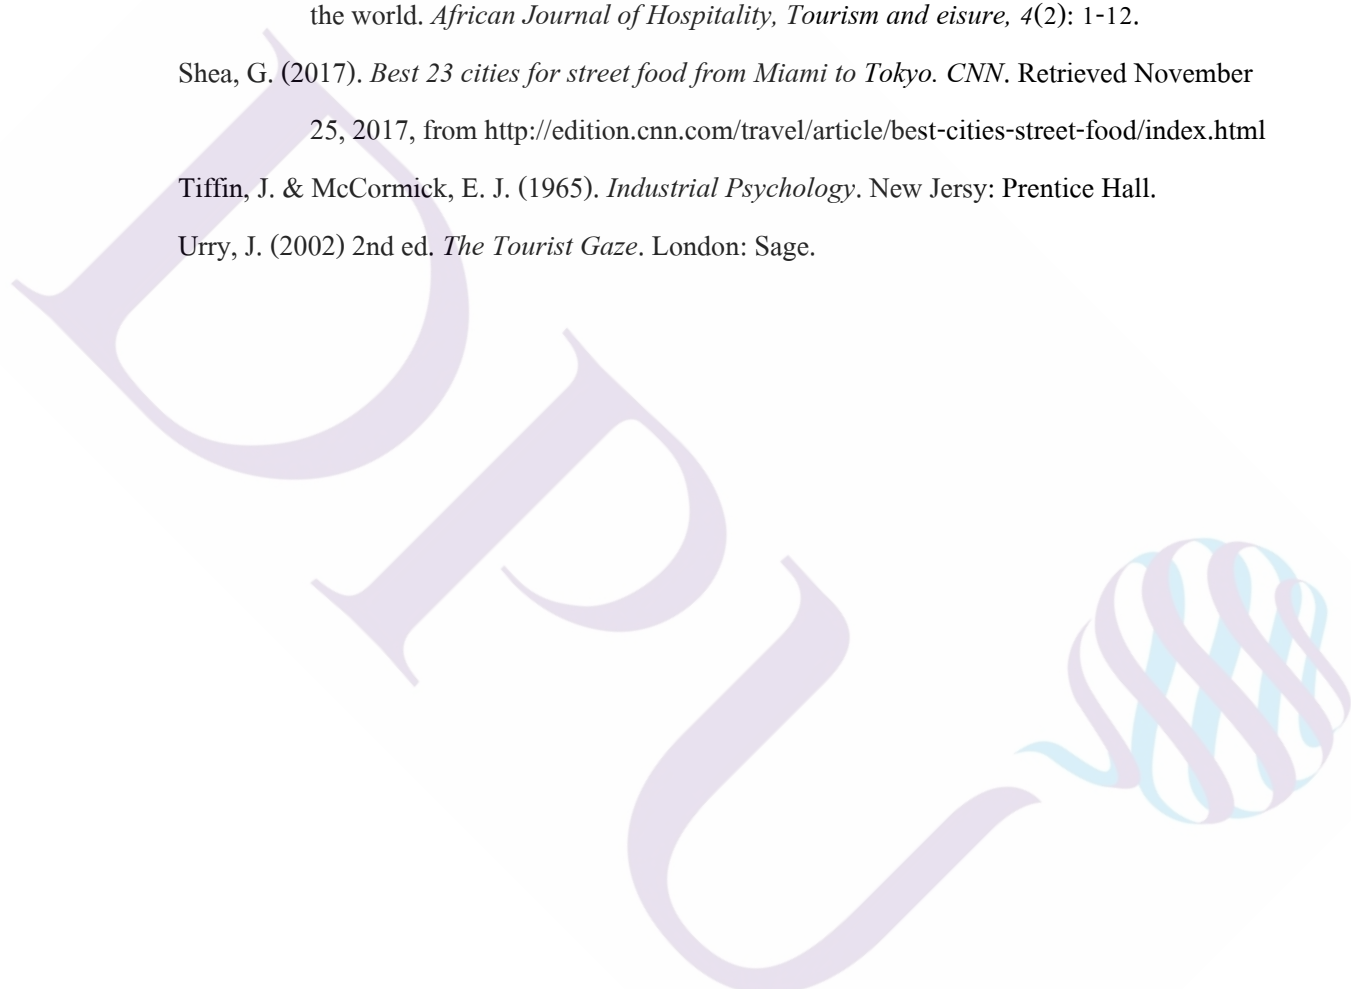 the world. African Journal of Hospitality, Tourism and eisure, 4(2): 1-12.
Shea, G. (2017). Best 23 cities for street food from Miami to Tokyo. CNN. Retrieved November
25, 2017, from http://edition.cnn.com/travel/article/best-cities-street-food/index.html
Tiffin, J. & McCormick, E. J. (1965). Industrial Psychology. New Jersy: Prentice Hall.
Urry, J. (2002) 2nd ed. The Tourist Gaze. London: Sage.
DPU